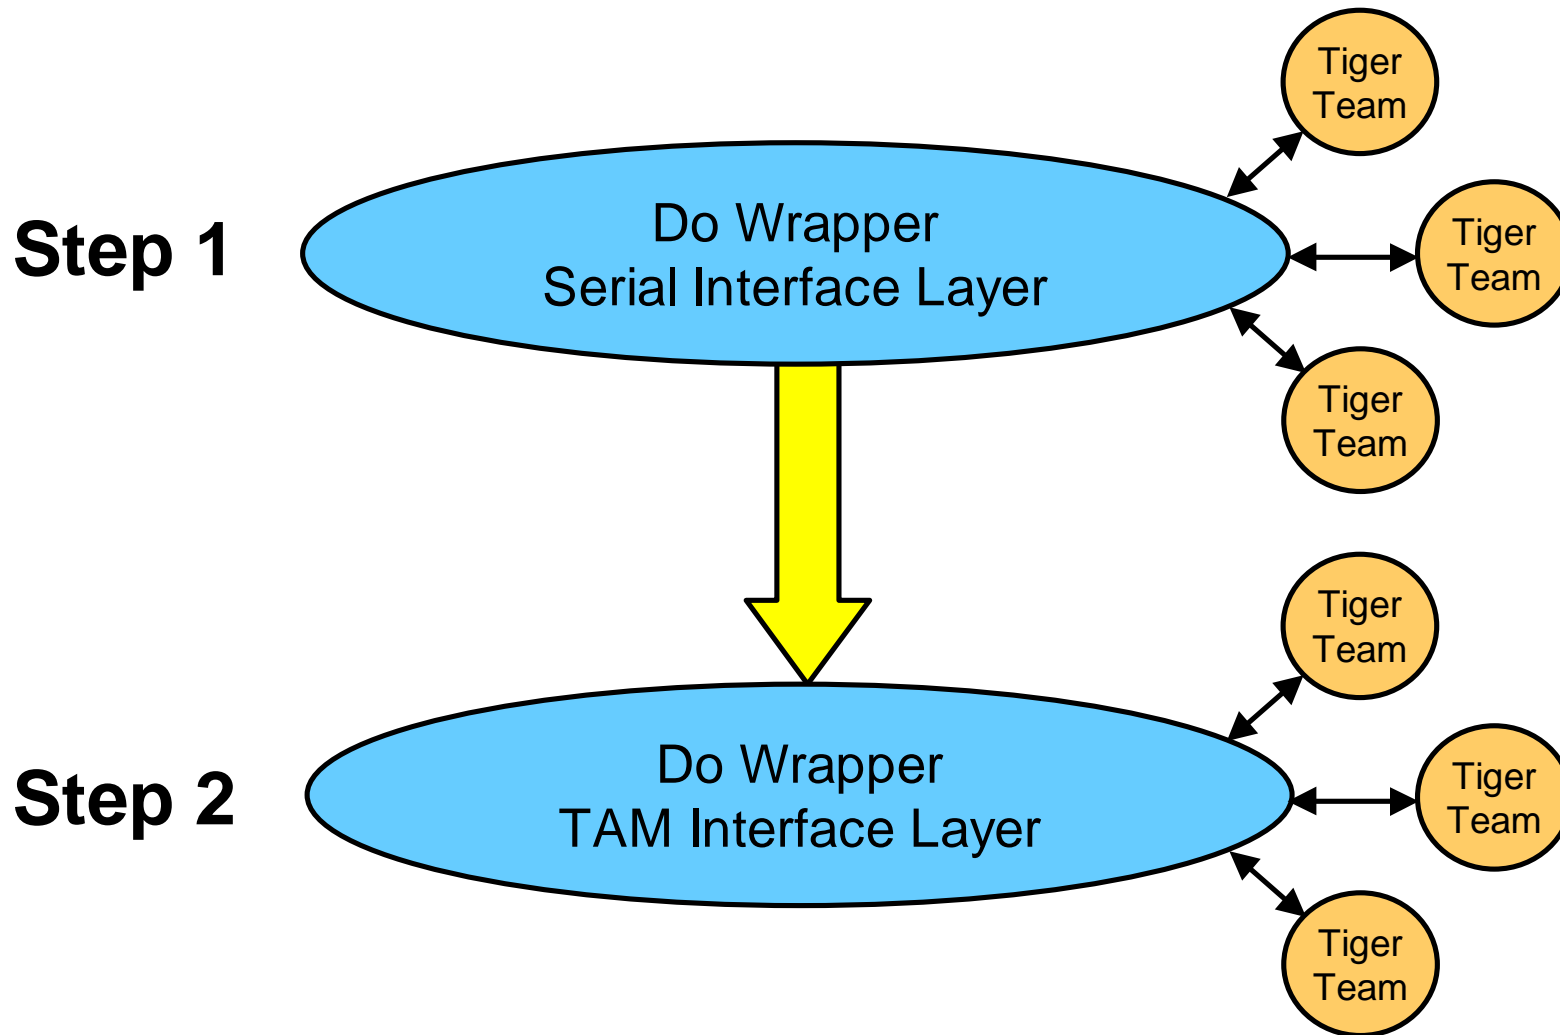 Tiger
Team
Step 1
Do Wrapper
Serial Interface Layer
Tiger
Team
Tiger
Team
Tiger
Team
Step 2
Do Wrapper
TAM Interface Layer
Tiger
Team
Tiger
Team